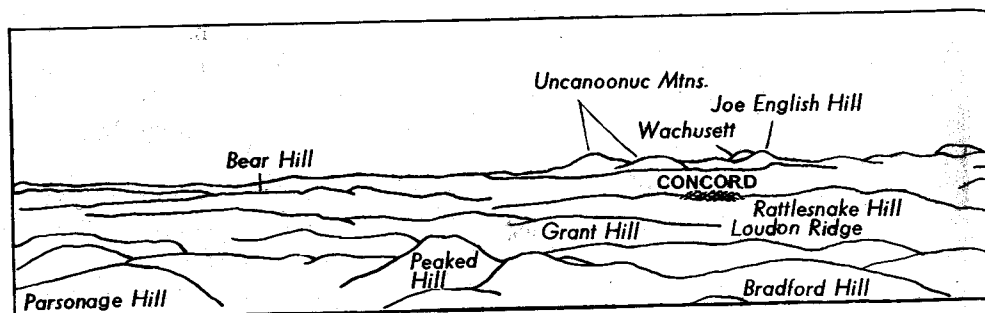 Uncanoonuc Mtns.
Joe English Hill
Wachusett
Bear Hill
CONCORD
Rattlesnake Hill
Grant Hill
Loudon Ridge
Peaked
Hill
Parsonage Hill
Bradford Hill